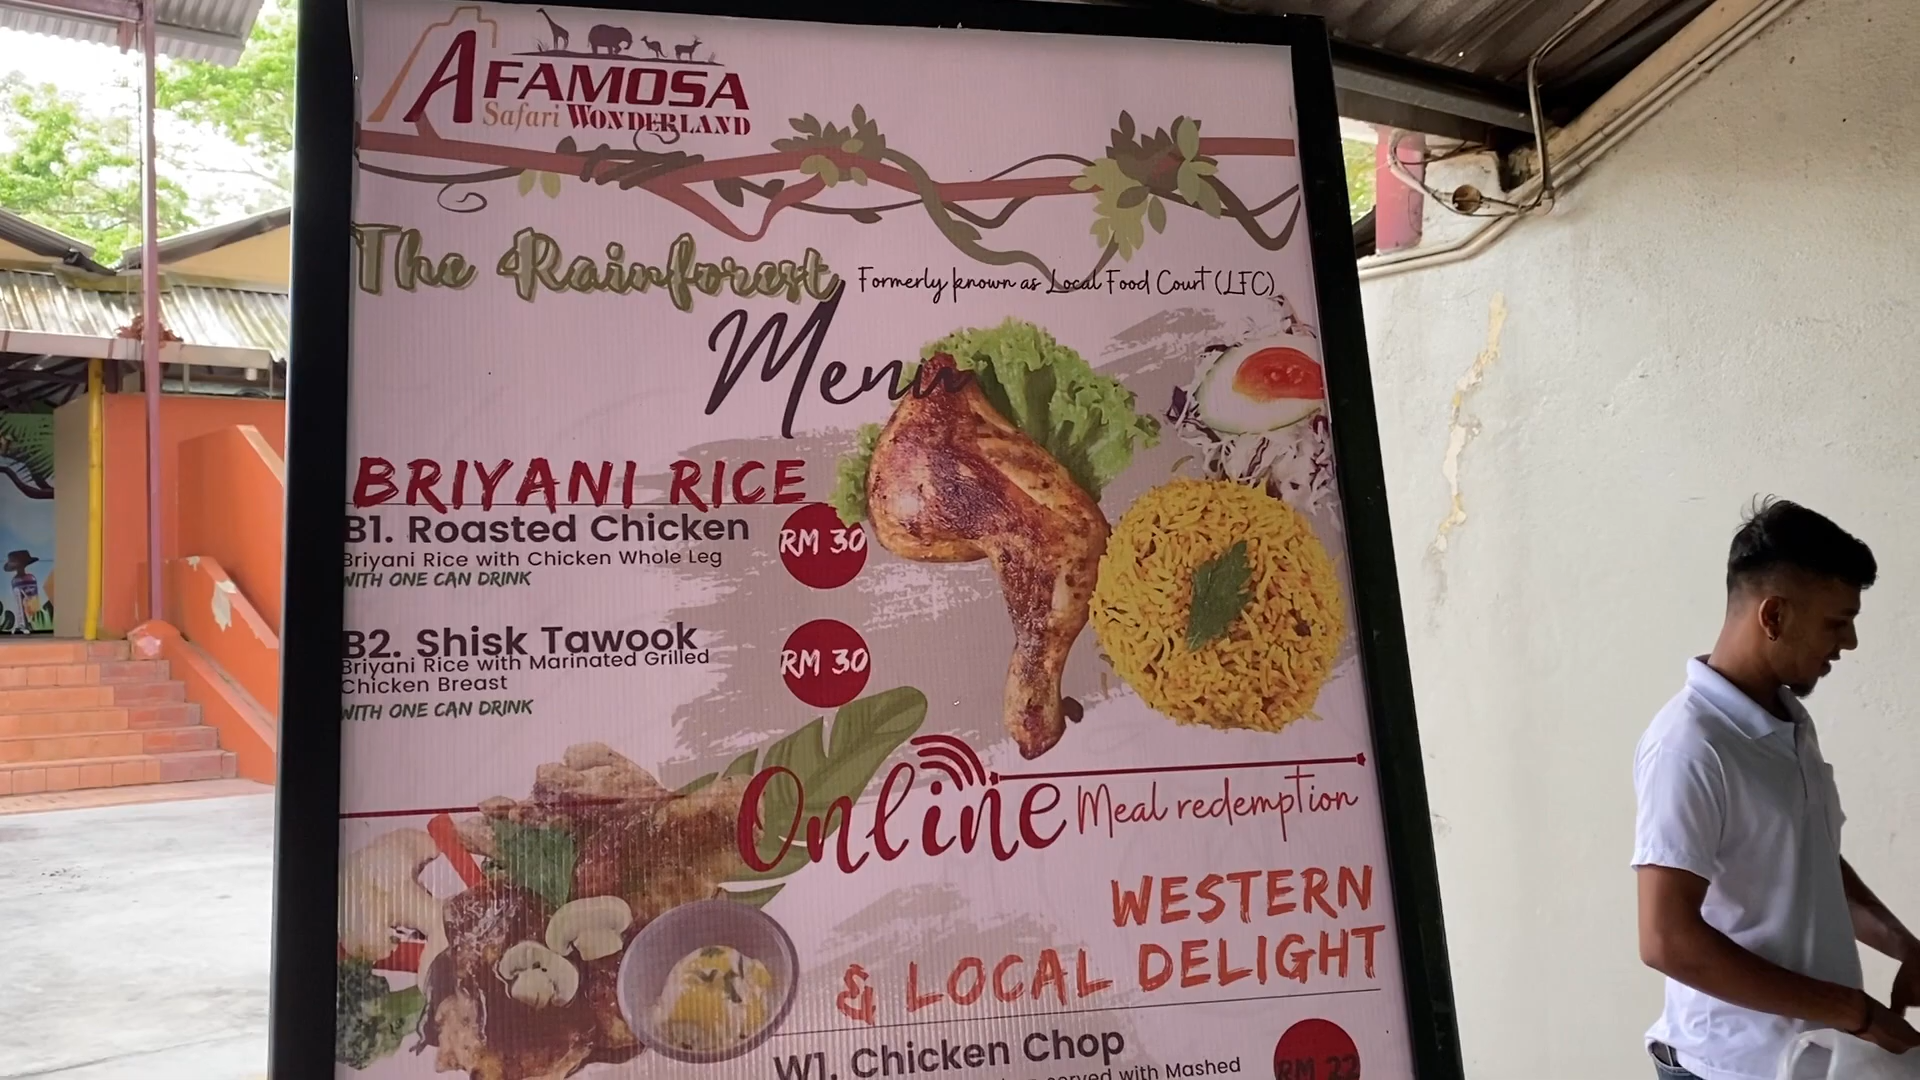 A FAMOSA
Safari WONDERLAND
The Rainforest
Formerly known as Local Food Court (LFC)
Menu
BRIYANI RICE
B1. Roasted Chicken
Briyani Rice with Chicken Whole Leg
WITH ONE CAN DRINK
RM 30
B2. Shisk Tawook
Briyani Rice with Marinated Grilled
Chicken Breast
WITH ONE CAN DRINK
RM 30
Online Meal redemption
WESTERN
& LOCAL DELIGHT
W1. Chicken Chop
served with Mashed
RM 22